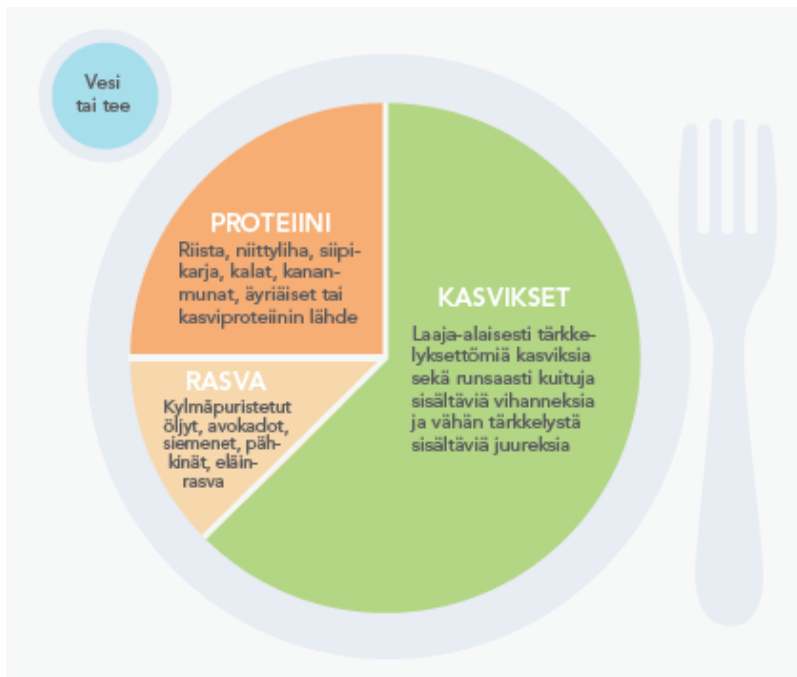 Vesi
tai tee
PROTEIINI
Riista, niittyliha, siipi-
karja, kalat, kanan-
munat, äyriäiset tai
kasviproteiinin lähde
KASVIKSET
Laaja-alaisesti tärkke-
lyksettömiä kasviksia
sekä runsaasti kuituja
sisältäviä vihanneksia
ja vähän tärkkelystä
sisältäviä juureksia
RASVA
Kylmäpuristetut
öljyt, avokadot,
siemenet, päh-
kinät, eläin-
rasva